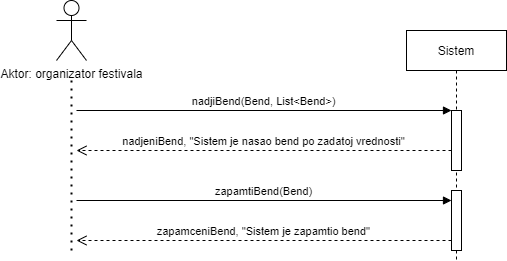 Sistem
Aktor: organizator festivala
nadjiBend(Bend, List<Bend>)
nadjeniBend, "Sistem je nasao bend po zadatoj vrednosti"
zapamtiBend(Bend)
zapamceniBend, "Sistem je zapamtio bend"